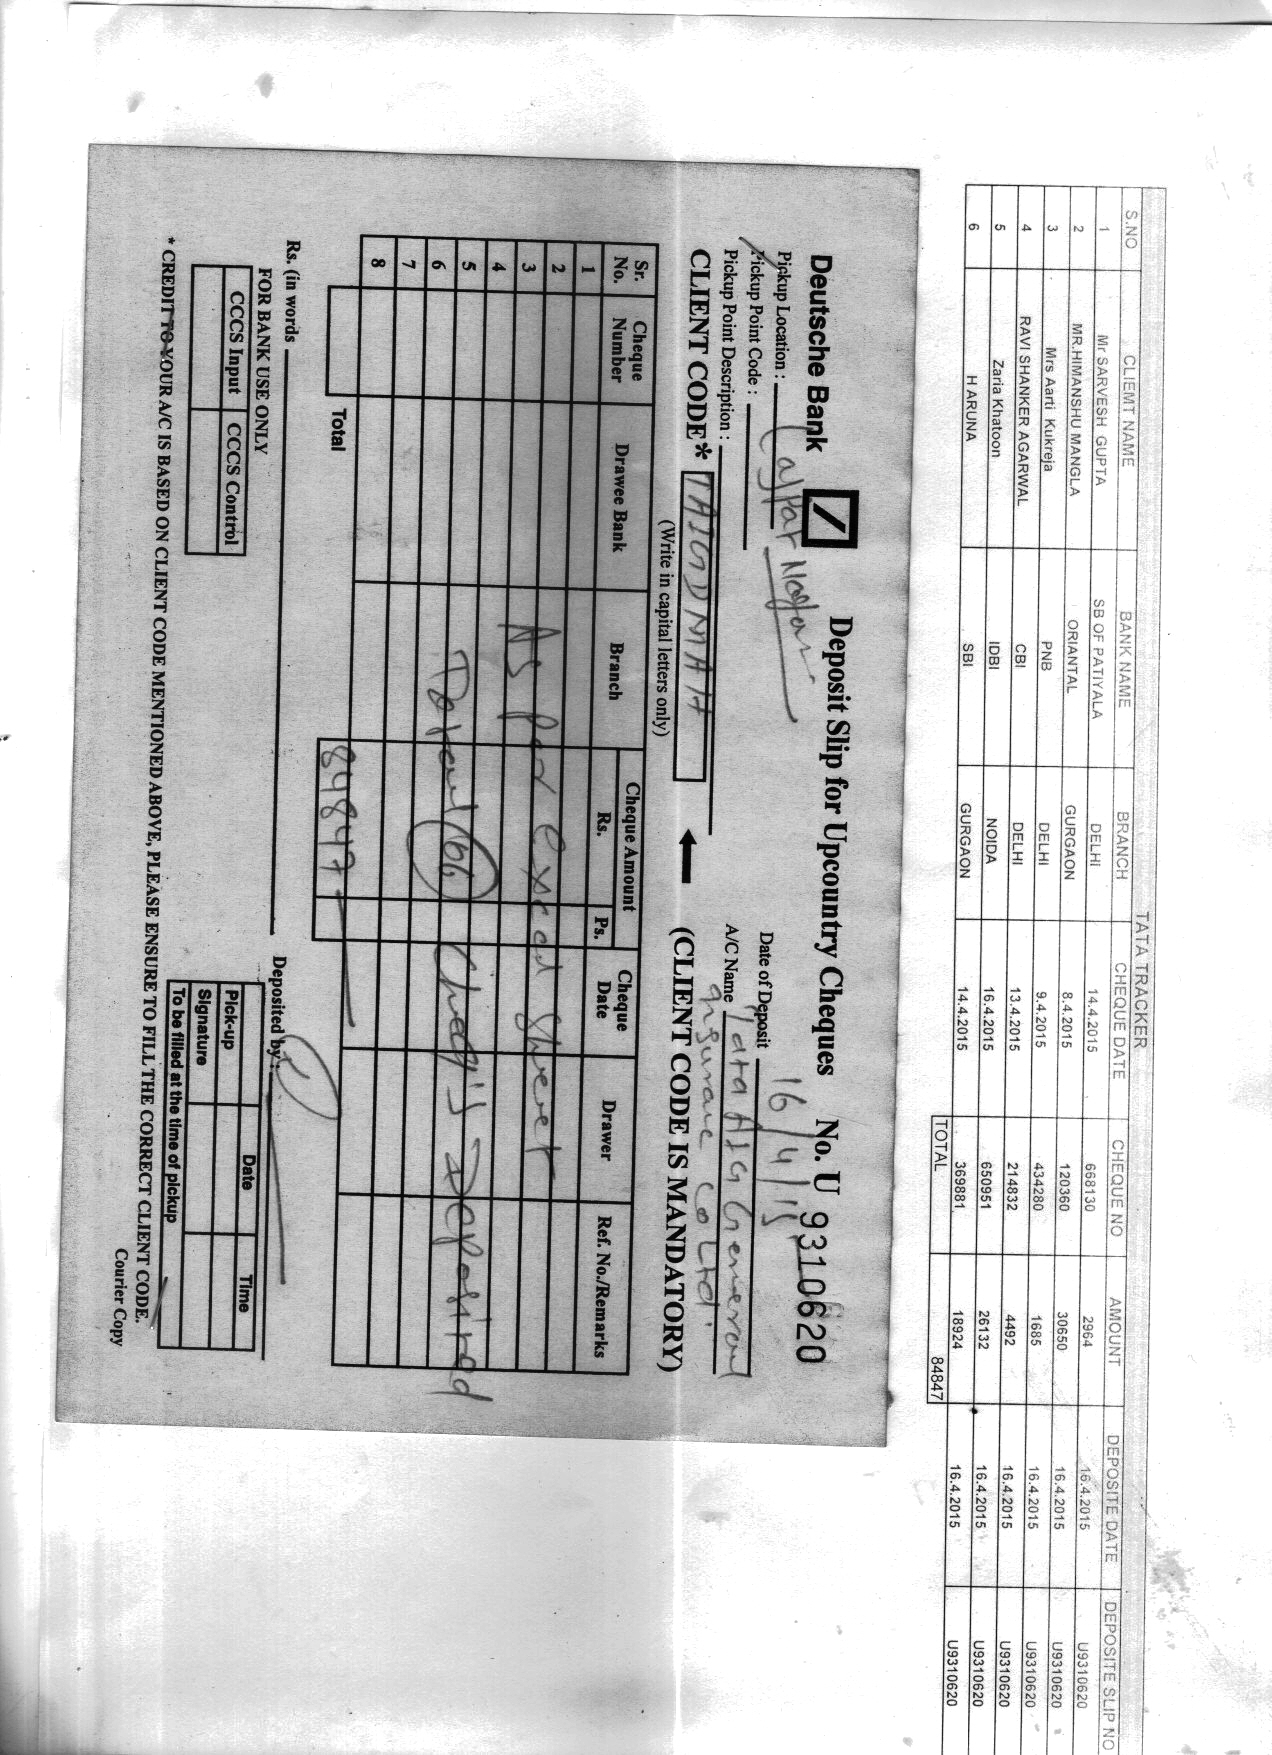 TATA TRACKER
S.NO CLIEMT NAME BANK NAME BRANCH CHEQUE DATE CHEQUE NO AMOUNT DEPOSITE DATE DEPOSITE SLIP NO
1 Mr SARVESH GUPTA SB OF PATIYALA DELHI 14.4.2015 668130 2964 16.4.2015 U9310620
2 MR.HIMANSHU MANGLA ORIANTAL GURGAON 8.4.2015 120360 30650 16.4.2015 U9310620
3 Mrs Aarti Kukreja PNB DELHI 9.4.2015 434280 1685 16.4.2015 U9310620
4 RAVI SHANKER AGARWAL CBI DELHI 13.4.2015 214832 4492 16.4.2015 U9310620
5 Zaria Khatoon IDBI NOIDA 16.4.2015 650951 26132 16.4.2015 U9310620
6 H ARUNA SBI GURGAON 14.4.2015 369881 18924 16.4.2015 U9310620
TOTAL 84847
Deutsche Bank Deposit Slip for Upcountry Cheques No. U 9310620
Pickup Location : Lajpat Nagar Date of Deposit 16/4/15
Pickup Point Code : A/C Name Tata AIG General
Pickup Point Description : Insurance Co Ltd.
CLIENT CODE* TAIGDMAH (CLIENT CODE IS MANDATORY)
(Write in capital letters only)
Sr. No. Cheque Number Drawee Bank Branch Cheque Amount Rs. Ps. Cheque Date Drawer Ref. No./Remarks
1
2
3 As per excel Sheet
4
5 Total (06) Cheq's Deposited
6
7
8
Total 84847
Rs. (in words Deposited by :
FOR BANK USE ONLY
CCCS Input CCCS Control
Pick-up Date Time
Signature
To be filled at the time of pickup
* CREDIT TO YOUR A/C IS BASED ON CLIENT CODE MENTIONED ABOVE, PLEASE ENSURE TO FILL THE CORRECT CLIENT CODE.
Courier Copy